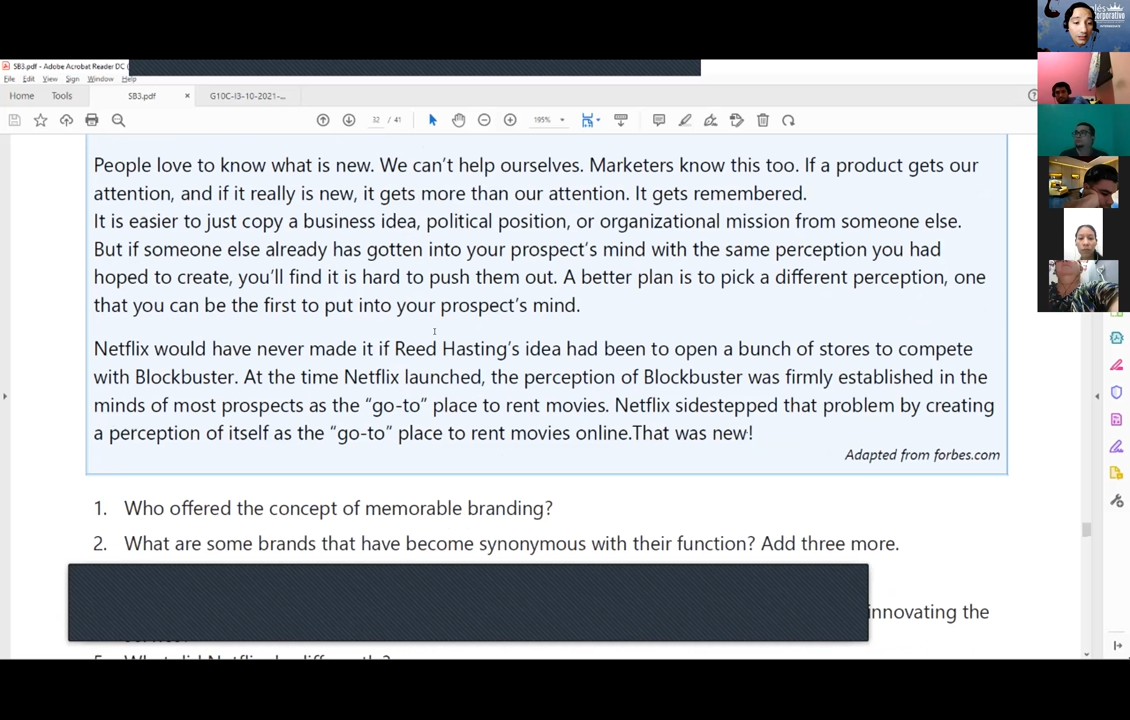 SB3.pdf - Adobe Acrobat Reader DC (
File Edit View Sign Window Help
Home Tools SB3.pdf × G10C-I3-10-2021-...
32 / 41 195%
People love to know what is new. We can't help ourselves. Marketers know this too. If a product gets our
attention, and if it really is new, it gets more than our attention. It gets remembered.
It is easier to just copy a business idea, political position, or organizational mission from someone else.
But if someone else already has gotten into your prospect's mind with the same perception you had
hoped to create, you'll find it is hard to push them out. A better plan is to pick a different perception, one
that you can be the first to put into your prospect's mind.
Netflix would have never made it if Reed Hasting's idea had been to open a bunch of stores to compete
with Blockbuster. At the time Netflix launched, the perception of Blockbuster was firmly established in the
minds of most prospects as the “go-to” place to rent movies. Netflix sidestepped that problem by creating
a perception of itself as the “go-to” place to rent movies online.That was new!
Adapted from forbes.com
1. Who offered the concept of memorable branding?
2. What are some brands that have become synonymous with their function? Add three more.
innovating the